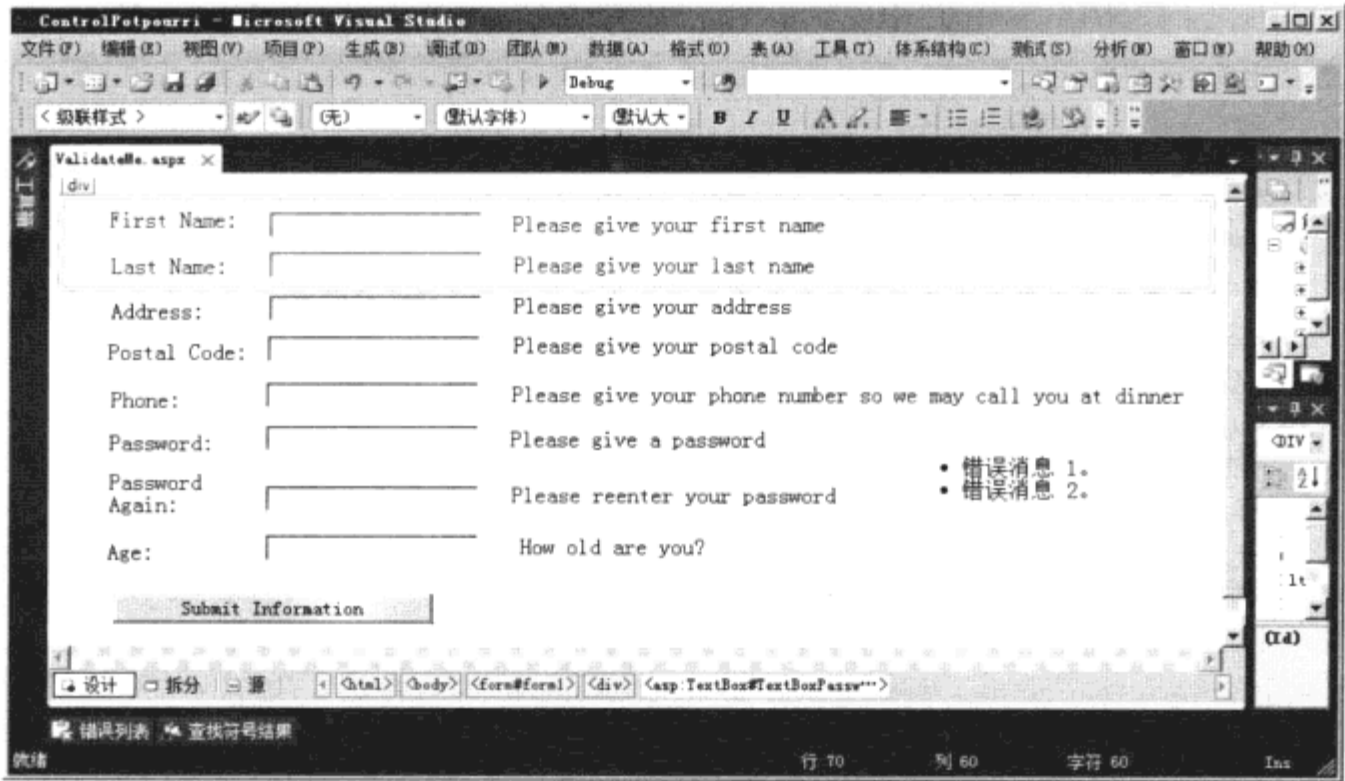 ControlPotpourri - Microsoft Visual Studio
文件(F) 编辑(E) 视图(V) 项目(P) 生成(B) 调试(D) 团队(M) 数据(A) 格式(O) 表(A) 工具(T) 体系结构(C) 测试(S) 分析(N) 窗口(W) 帮助(H)
Debug
< 级联样式 > (无) (默认字体) (默认大 B I U
工具箱
ValidateMe.aspx
div
First Name: Please give your first name
Last Name: Please give your last name
Address: Please give your address
Postal Code: Please give your postal code
Phone: Please give your phone number so we may call you at dinner
Password: Please give a password
• 错误消息 1。
• 错误消息 2。
Password
Again: Please reenter your password
Age: How old are you?
Submit Information
<DIV
lt
(Id)
设计 拆分 源 <html> <body> <form#form1> <div> <asp:TextBox#TextBoxPassw…>
错误列表 查找符号结果
就绪 行 70 列 60 字符 60 Ins